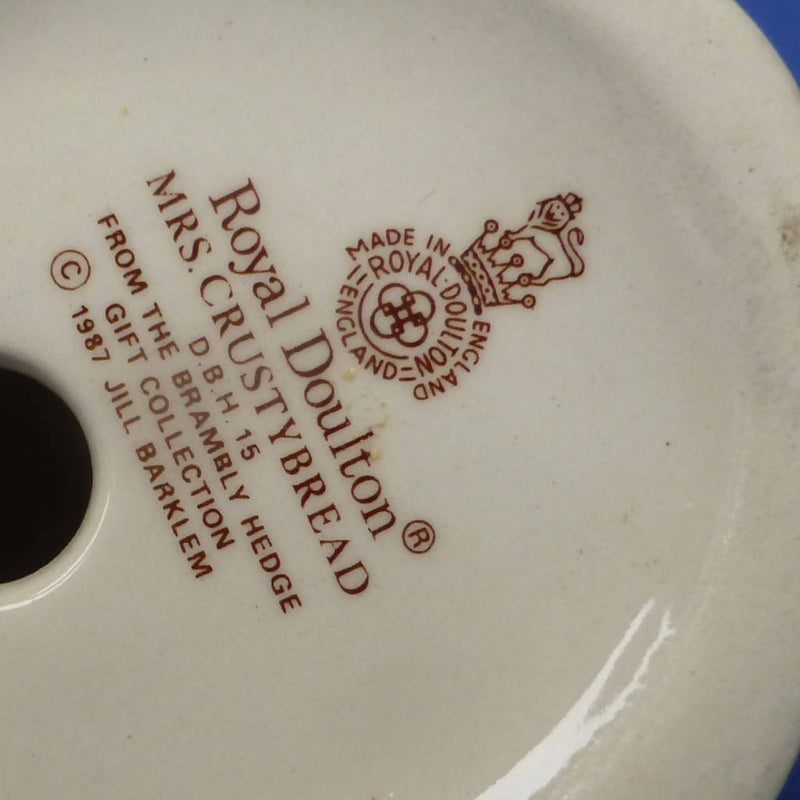 MADE IN ENGLAND
ROYAL·DOULTON
ENGLAND
Royal Doulton ®
MRS. CRUSTYBREAD
D.B.H. 15
FROM THE BRAMBLY HEDGE
GIFT COLLECTION
© 1987 JILL BARKLEM